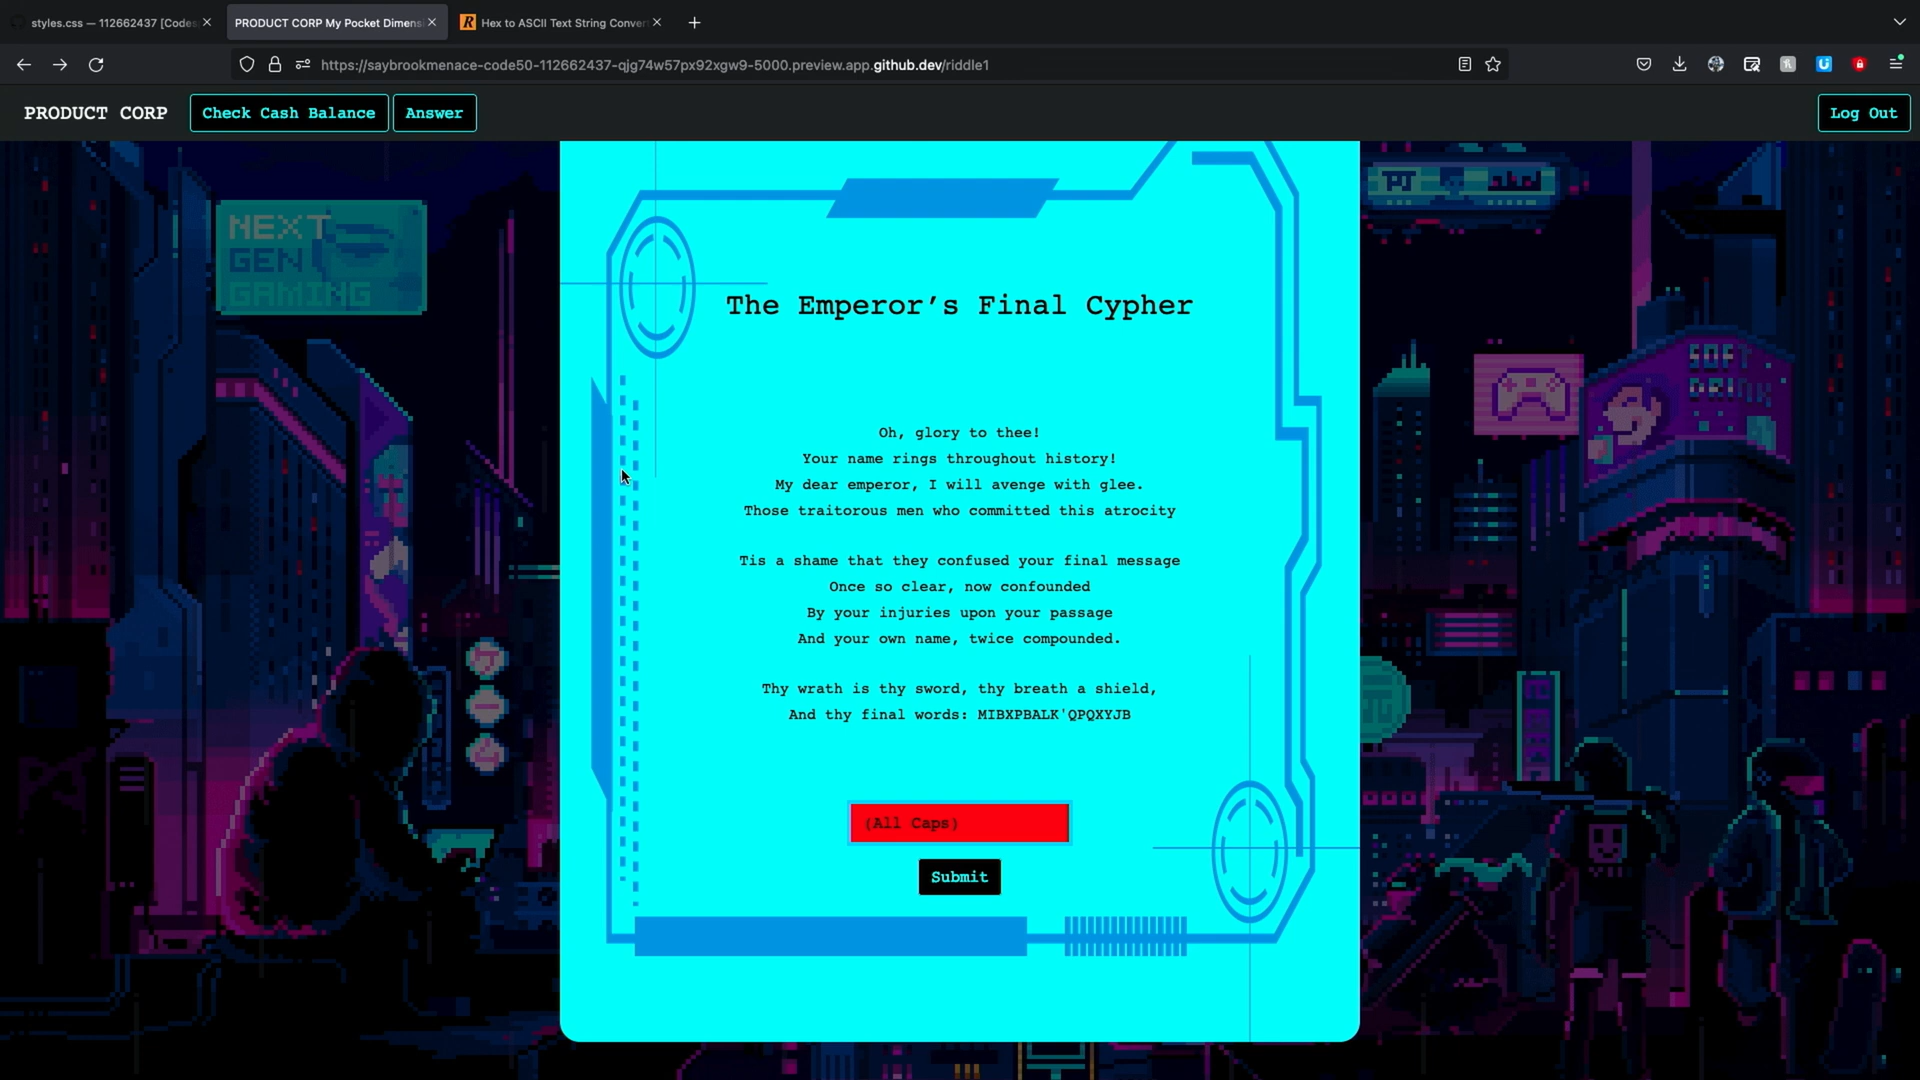 styles.css — 112662437 [Codes
PRODUCT CORP My Pocket Dimens
Hex to ASCII Text String Conver
https://saybrookmenace-code50-112662437-qjg74w57px92xgw9-5000.preview.app.github.dev/riddle1
PRODUCT CORP
Check Cash Balance
Answer
Log Out
NEXT
GEN
GAMING
The Emperor’s Final Cypher
Oh, glory to thee!
Your name rings throughout history!
My dear emperor, I will avenge with glee.
Those traitorous men who committed this atrocity
Tis a shame that they confused your final message
Once so clear, now confounded
By your injuries upon your passage
And your own name, twice compounded.
Thy wrath is thy sword, thy breath a shield,
And thy final words: MIBXPBALK'QPQXYJB
(All Caps)
Submit